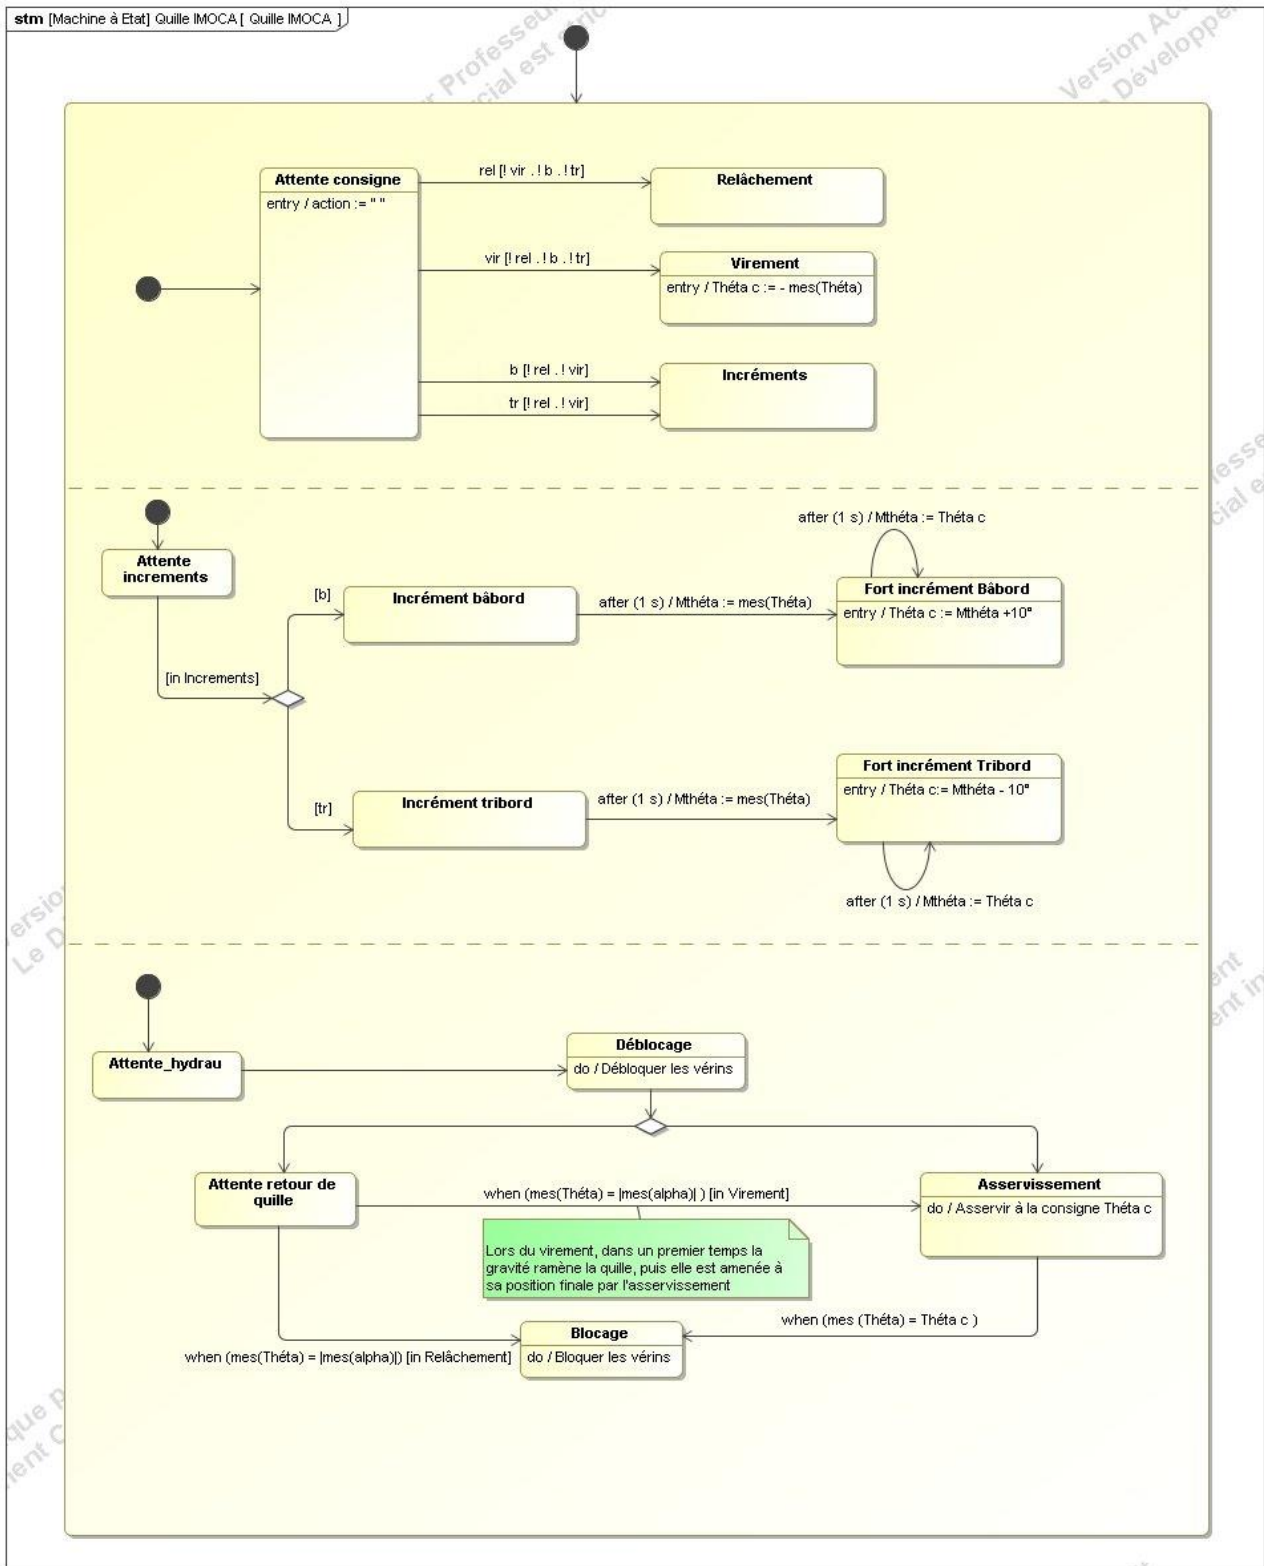 stm [Machine à Etat] Quille IMOCA [ Quille IMOCA ]
Professeur
Version
Développe
Attente consigne
entry / action := " "
rel [! vir . ! b . ! tr]
Relâchement
vir [! rel . ! b . ! tr]
Virement
entry / Théta c := - mes(Théta)
b [! rel . ! vir]
Incréments
tr [! rel . ! vir]
Attente
increments
[in Increments]
[b]
Incrément bâbord
after (1 s) / Mthéta := mes(Théta)
after (1 s) / Mthéta := Théta c
Fort incrément Bâbord
entry / Théta c := Mthéta +10°
[tr]
Incrément tribord
after (1 s) / Mthéta := mes(Théta)
Fort incrément Tribord
entry / Théta c:= Mthéta - 10°
after (1 s) / Mthéta := Théta c
Attente_hydrau
Déblocage
do / Débloquer les vérins
Attente retour de
quille
when (mes(Théta) = |mes(alpha)| ) [in Virement]
Asservissement
do / Asservir à la consigne Théta c
Lors du virement, dans un premier temps la
gravité ramène la quille, puis elle est amenée à
sa position finale par l'asservissement
when (mes (Théta) = Théta c )
when (mes(Théta) = |mes(alpha)|) [in Relâchement]
Blocage
do / Bloquer les vérins